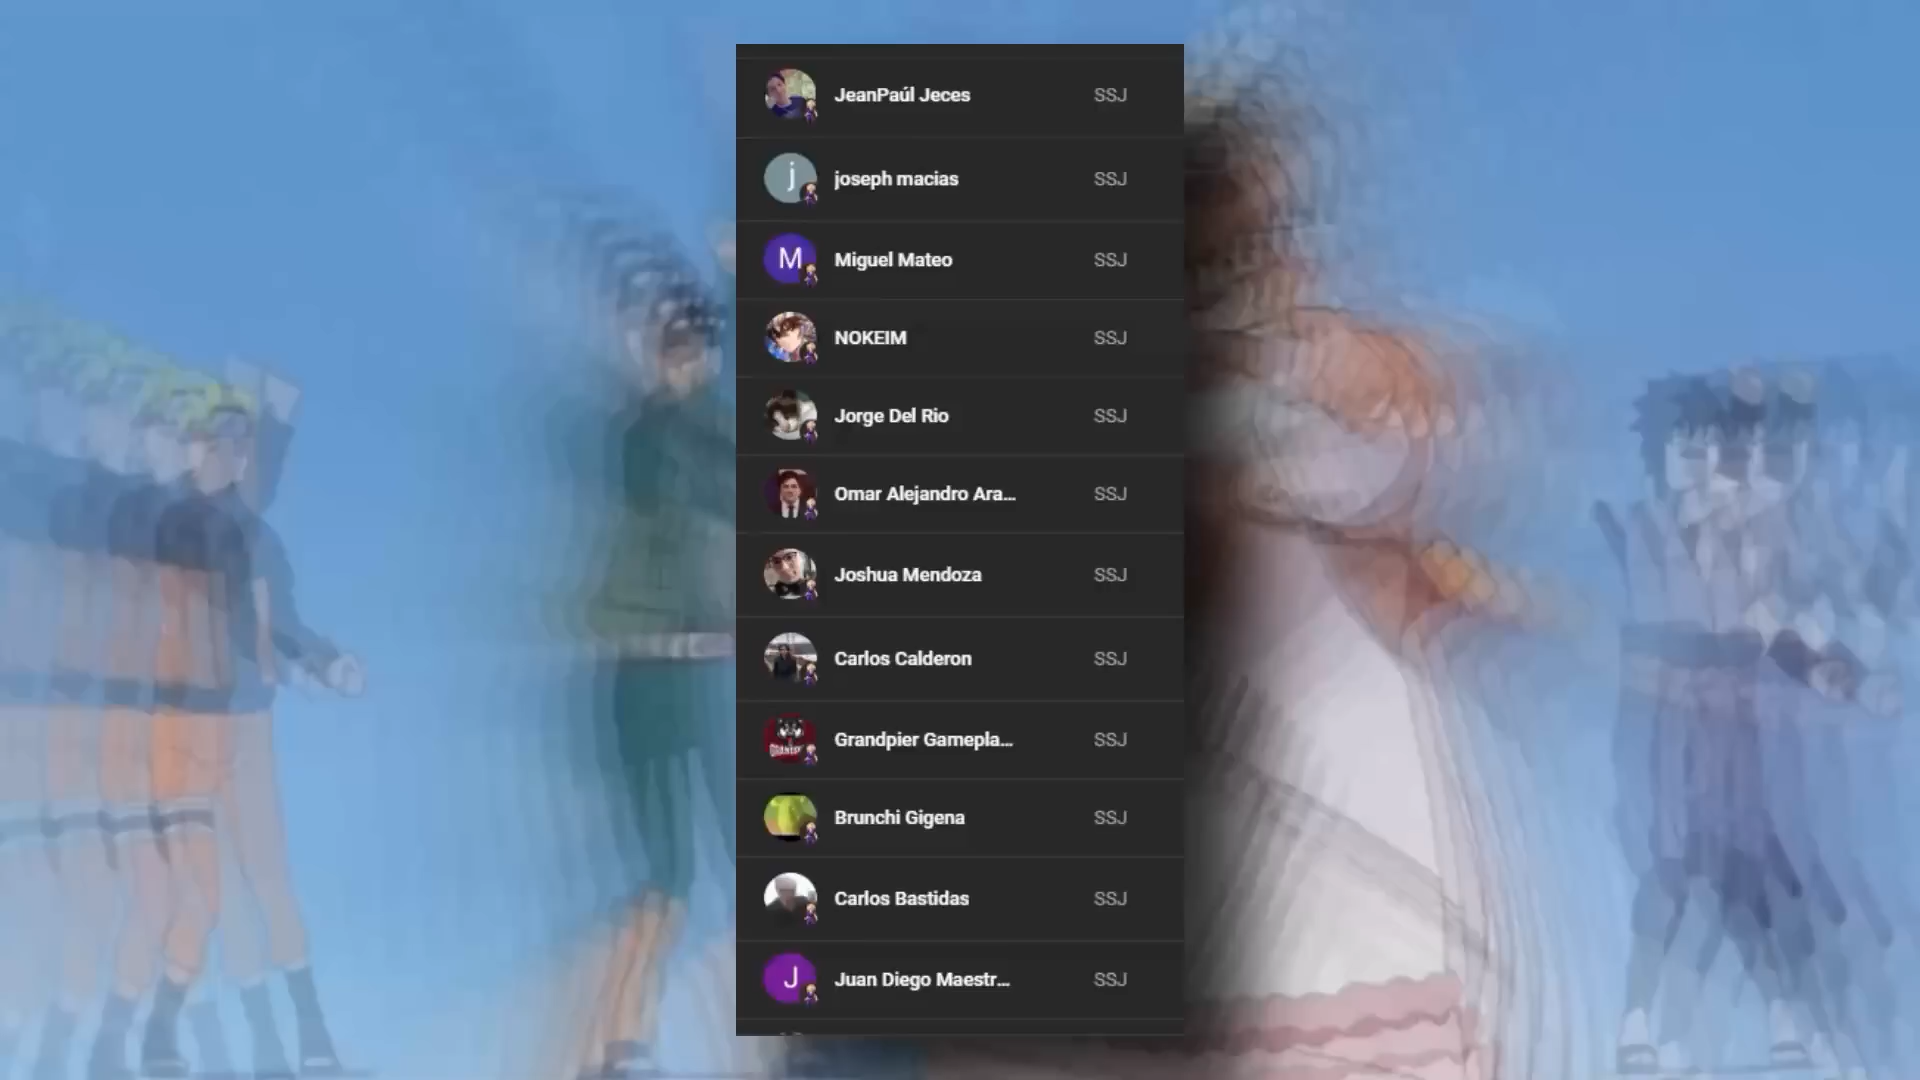 JeanPaúl Jeces SSJ
j joseph macias SSJ
M Miguel Mateo SSJ
NOKEIM SSJ
Jorge Del Rio SSJ
Omar Alejandro Ara... SSJ
Joshua Mendoza SSJ
Carlos Calderon SSJ
Grandpier Gamepla... SSJ
Brunchi Gigena SSJ
Carlos Bastidas SSJ
J Juan Diego Maestr... SSJ